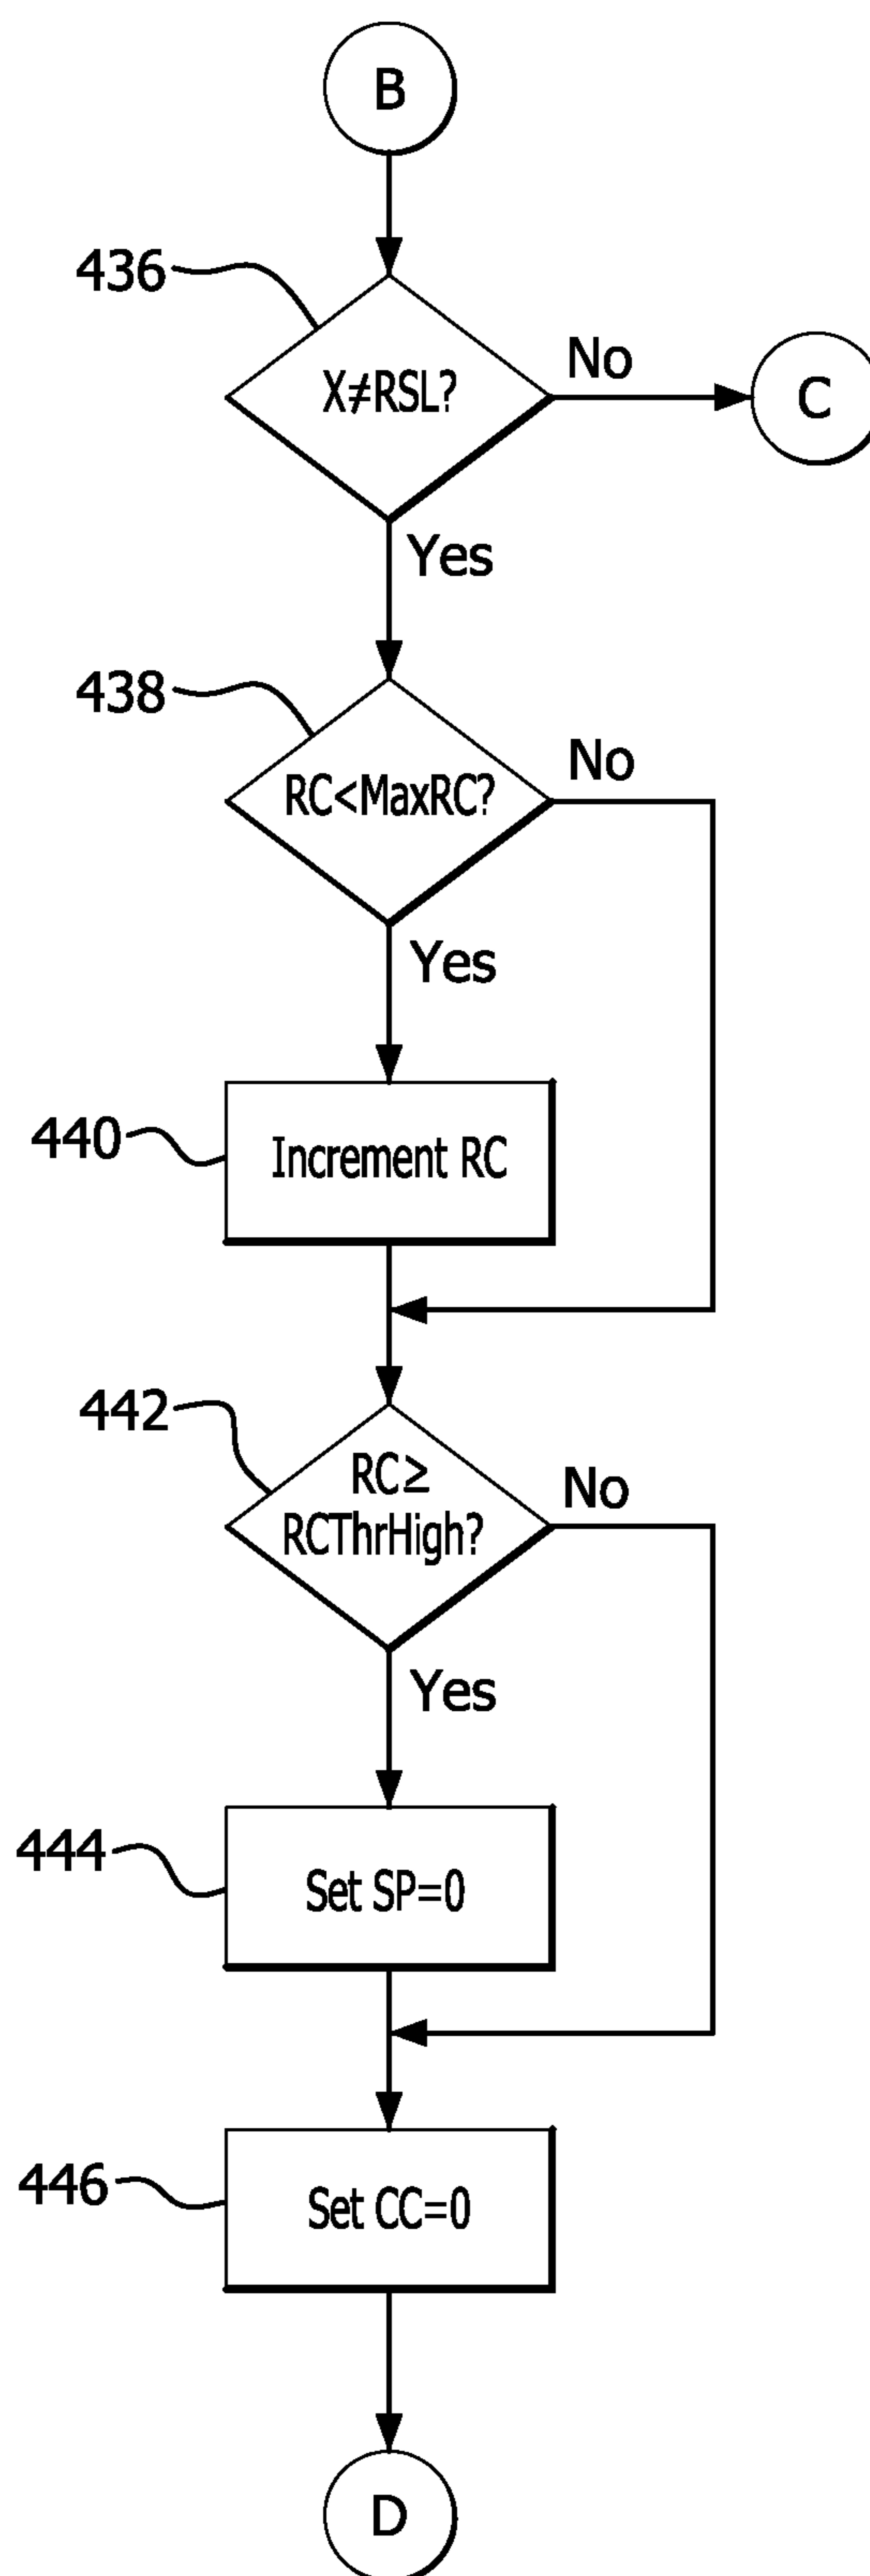 B
436
X≠RSL?
No
C
Yes
438
RC<MaxRC?
No
Yes
440
Increment RC
442
RC≥
RCThrHigh?
No
Yes
444
Set SP=0
446
Set CC=0
D